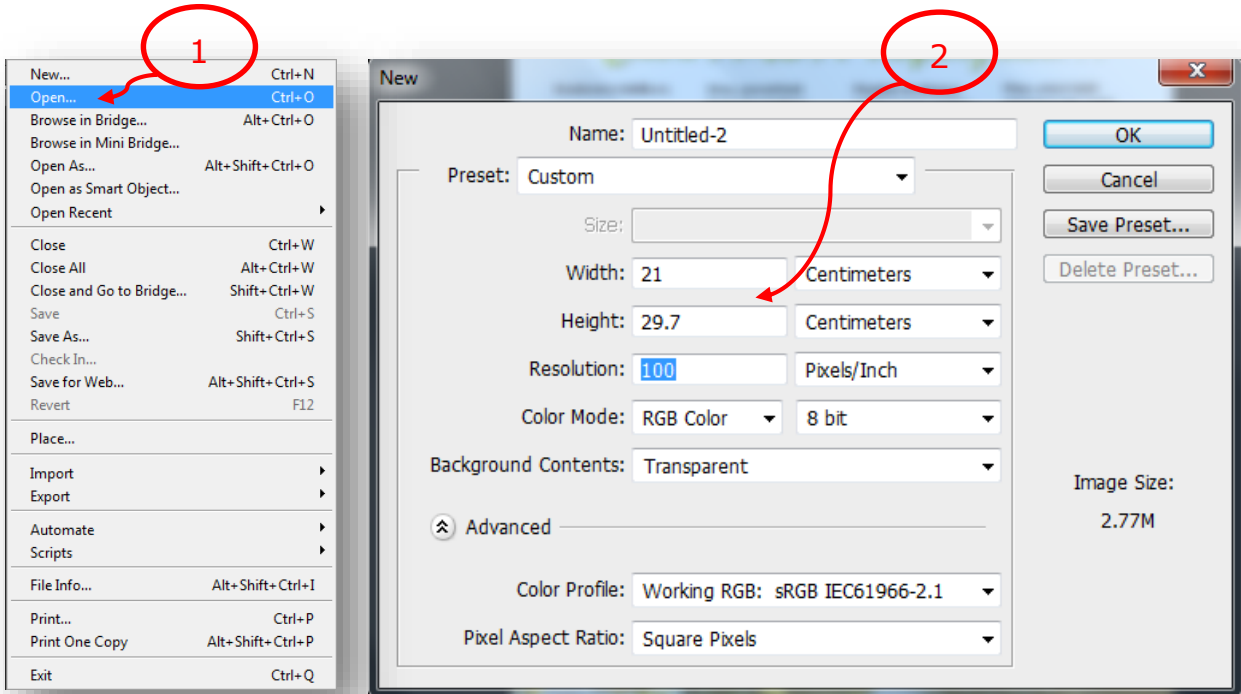 1
New... Ctrl+N
Open... Ctrl+O
Browse in Bridge... Alt+Ctrl+O
Browse in Mini Bridge...
Open As... Alt+Shift+Ctrl+O
Open as Smart Object...
Open Recent
Close Ctrl+W
Close All Alt+Ctrl+W
Close and Go to Bridge... Shift+Ctrl+W
Save Ctrl+S
Save As... Shift+Ctrl+S
Check In...
Save for Web... Alt+Shift+Ctrl+S
Revert F12
Place...
Import
Export
Automate
Scripts
File Info... Alt+Shift+Ctrl+I
Print... Ctrl+P
Print One Copy Alt+Shift+Ctrl+P
Exit Ctrl+Q
2
New
Name: Untitled-2
OK
Preset: Custom
Cancel
Size:
Save Preset...
Width: 21 Centimeters
Delete Preset...
Height: 29.7 Centimeters
Resolution: 100 Pixels/Inch
Color Mode: RGB Color 8 bit
Background Contents: Transparent
Image Size:
2.77M
Advanced
Color Profile: Working RGB: sRGB IEC61966-2.1
Pixel Aspect Ratio: Square Pixels